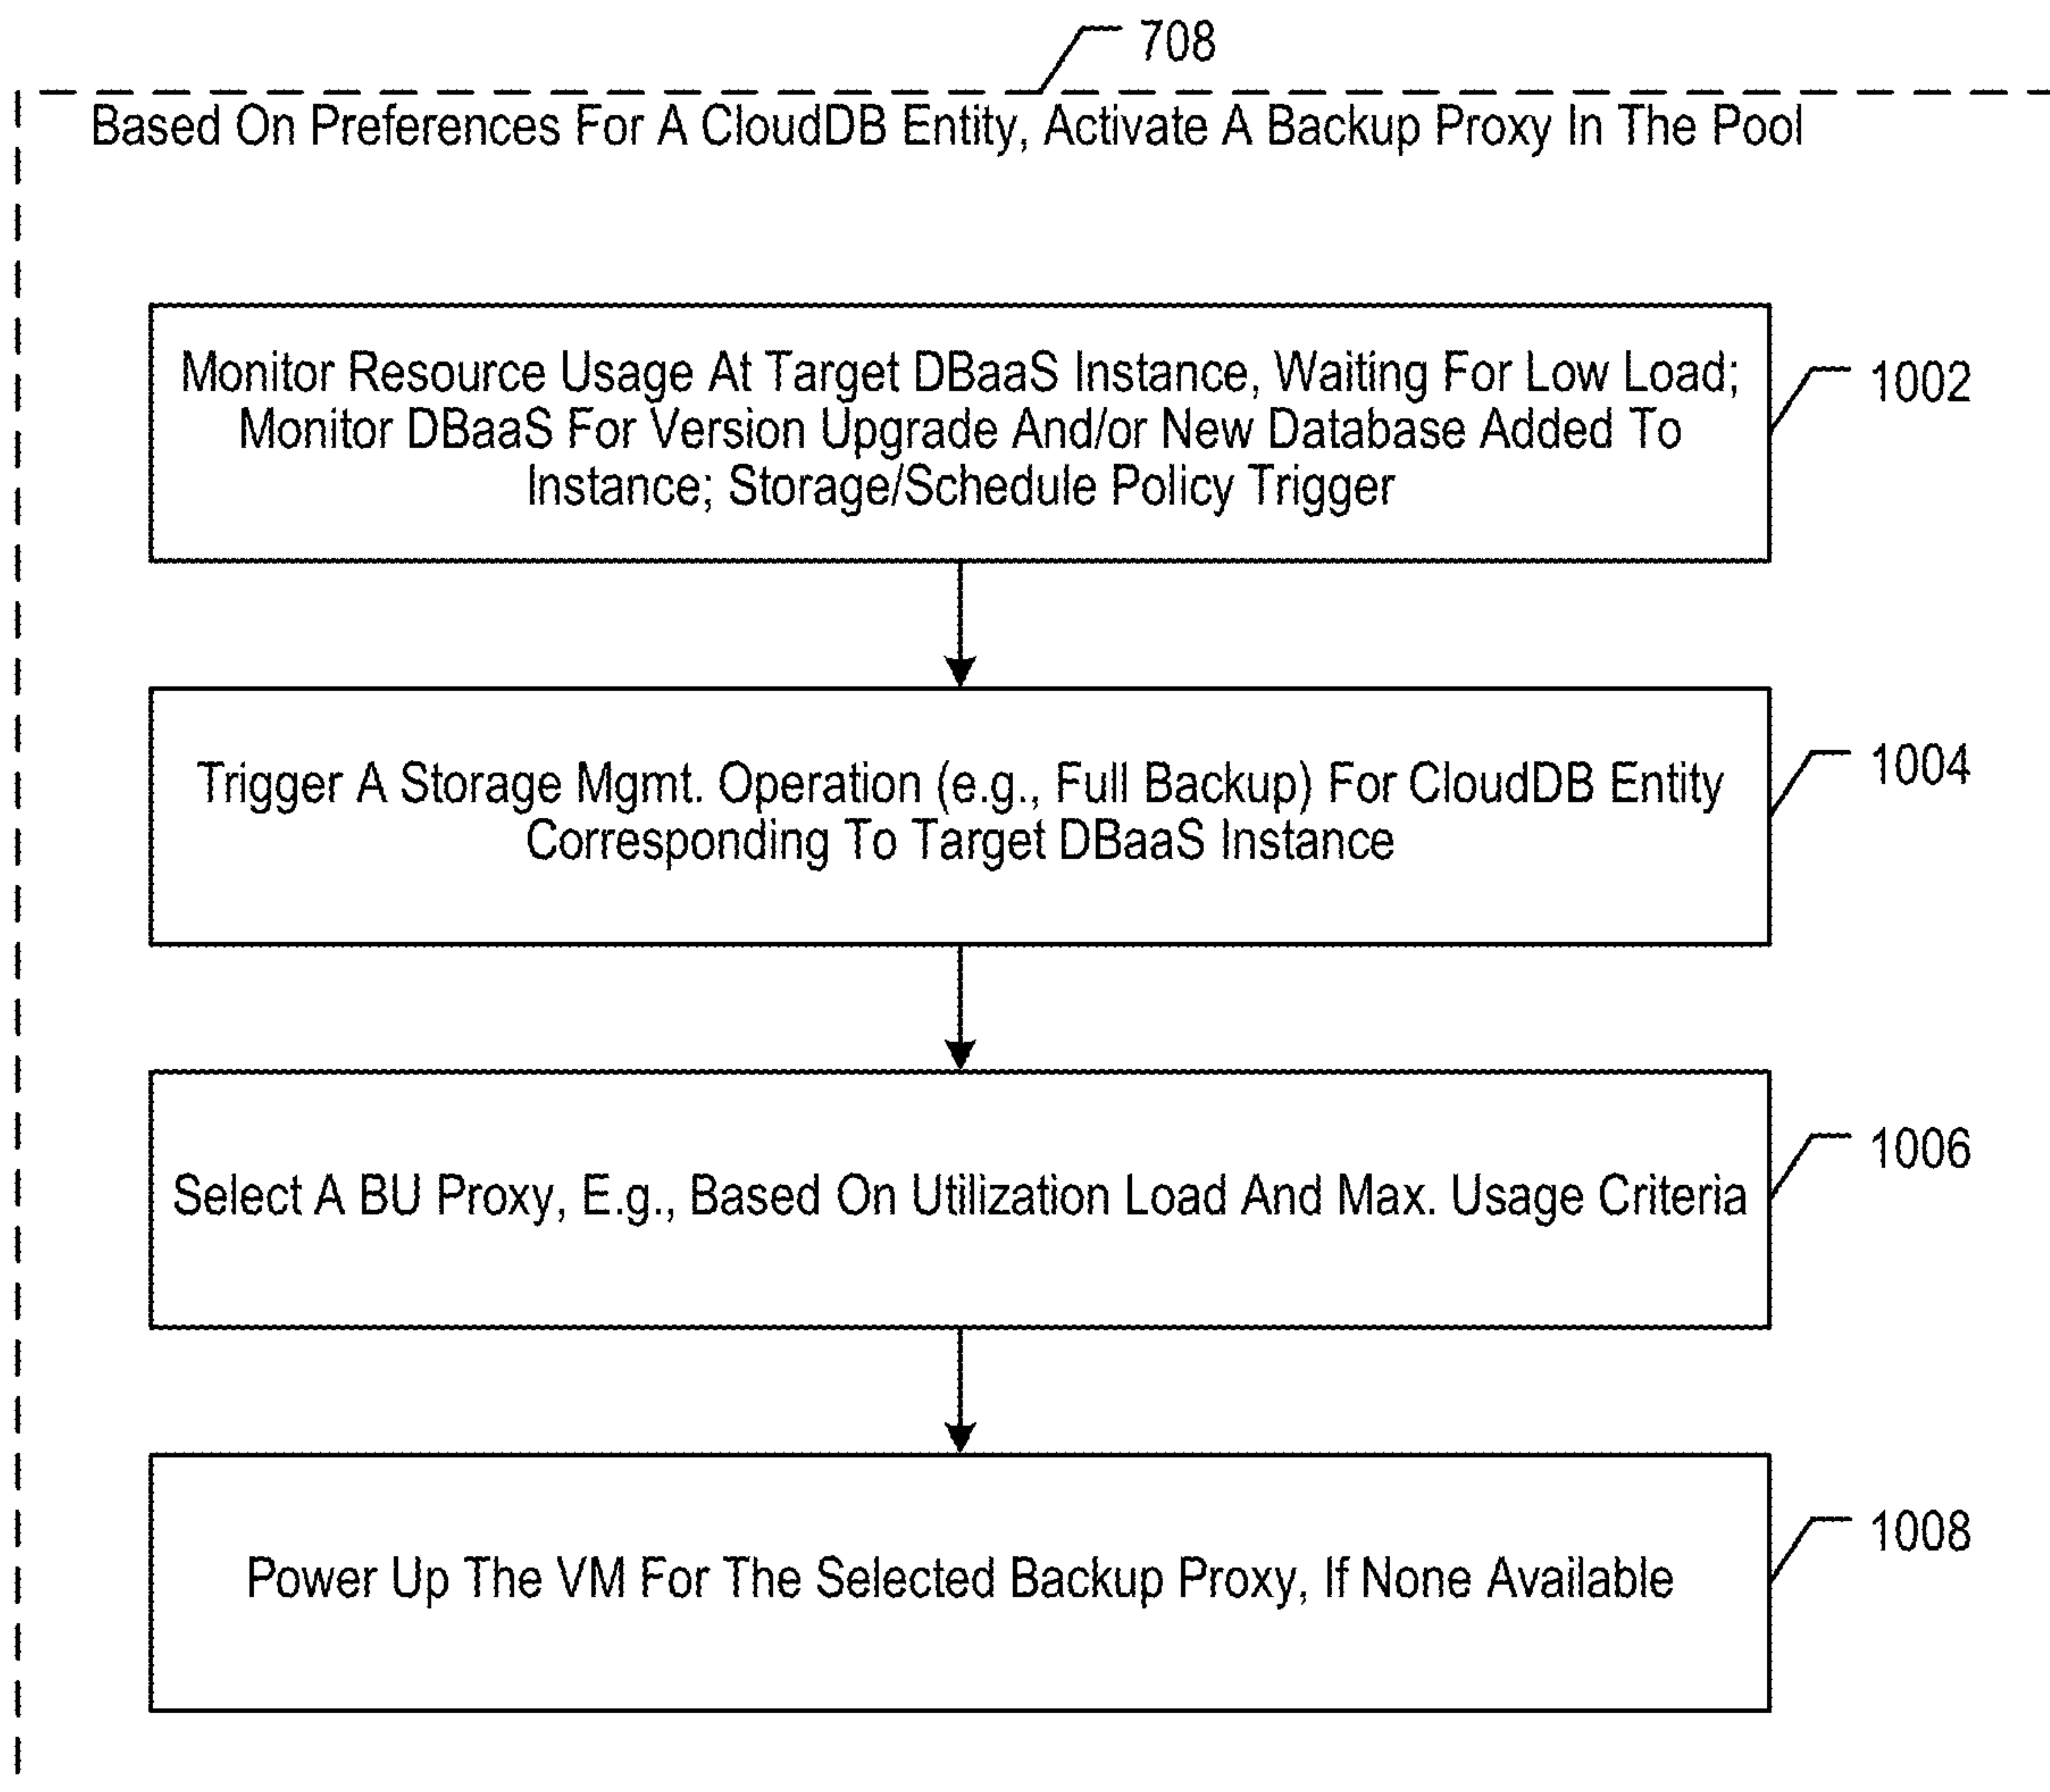 708
Based On Preferences For A CloudDB Entity, Activate A Backup Proxy In The Pool
Monitor Resource Usage At Target DBaaS Instance, Waiting For Low Load;
Monitor DBaaS For Version Upgrade And/or New Database Added To
Instance; Storage/Schedule Policy Trigger
1002
Trigger A Storage Mgmt. Operation (e.g., Full Backup) For CloudDB Entity
Corresponding To Target DBaaS Instance
1004
Select A BU Proxy, E.g., Based On Utilization Load And Max. Usage Criteria
1006
Power Up The VM For The Selected Backup Proxy, If None Available
1008